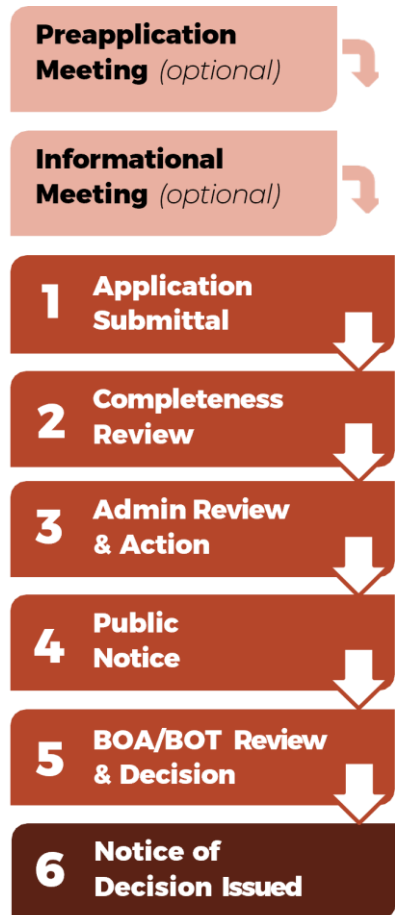 Preapplication
Meeting (optional)
Informational
Meeting (optional)
1 Application
Submittal
2 Completeness
Review
3 Admin Review
& Action
4 Public
Notice
5 BOA/BOT Review
& Decision
6 Notice of
Decision Issued